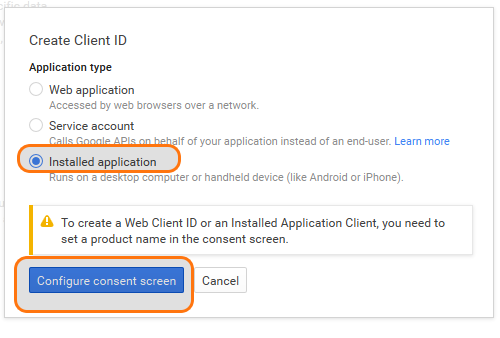 cific data
Create Client ID
Application type
Web application
Accessed by web browsers over a network.
Service account
Calls Google APIs on behalf of your application instead of an end-user. Learn more
Installed application
Runs on a desktop computer or handheld device (like Android or iPhone).
To create a Web Client ID or an Installed Application Client, you need to
set a product name in the consent screen.
Configure consent screen Cancel